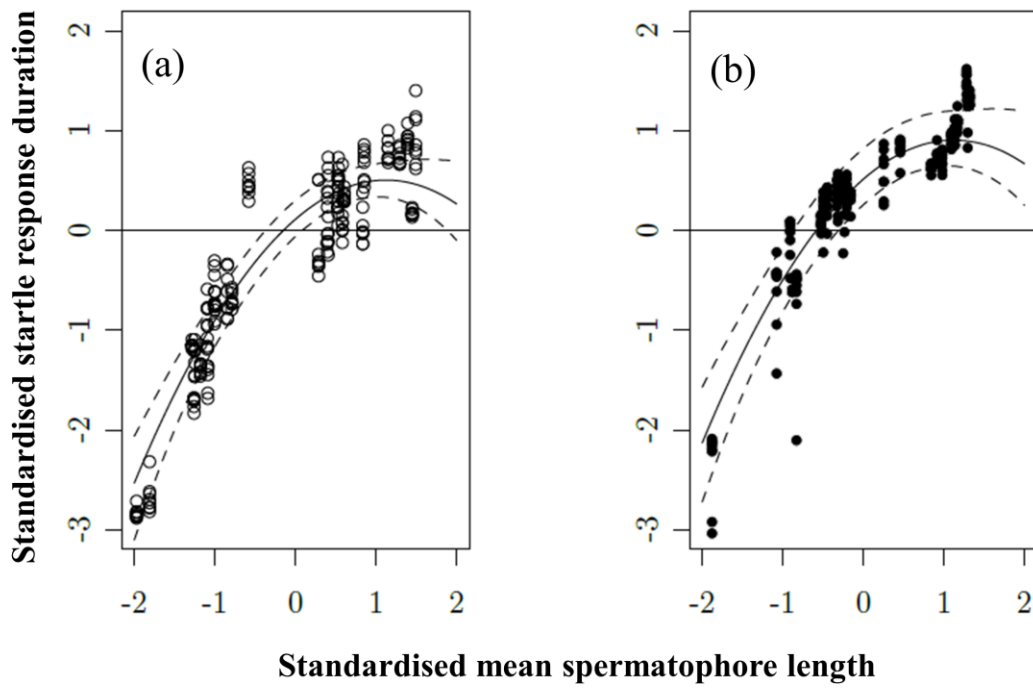 Standardised startle response duration
(a)
2
1
0
-1
-2
-3
-2 -1 0 1 2
(b)
2
1
0
-1
-2
-3
-2 -1 0 1 2
Standardised mean spermatophore length